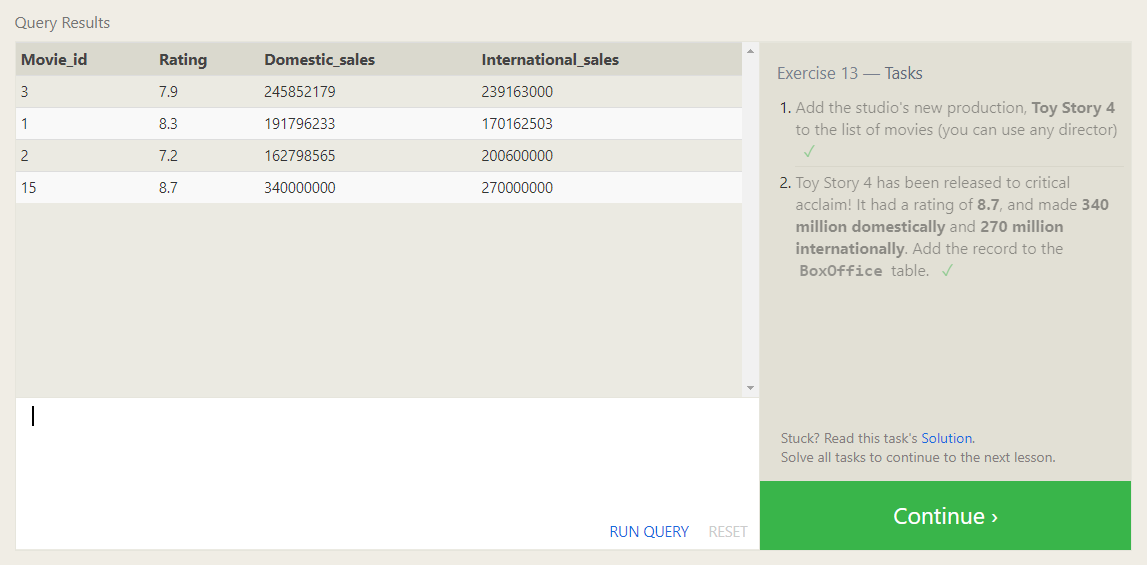 Query Results
Movie_id Rating Domestic_sales International_sales
3 7.9 245852179 239163000
1 8.3 191796233 170162503
2 7.2 162798565 200600000
15 8.7 340000000 270000000
RUN QUERY RESET
Exercise 13 — Tasks
1. Add the studio's new production, Toy Story 4
to the list of movies (you can use any director)
✓
2. Toy Story 4 has been released to critical
acclaim! It had a rating of 8.7, and made 340
million domestically and 270 million
internationally. Add the record to the
BoxOffice table. ✓
Stuck? Read this task's Solution.
Solve all tasks to continue to the next lesson.
Continue ›